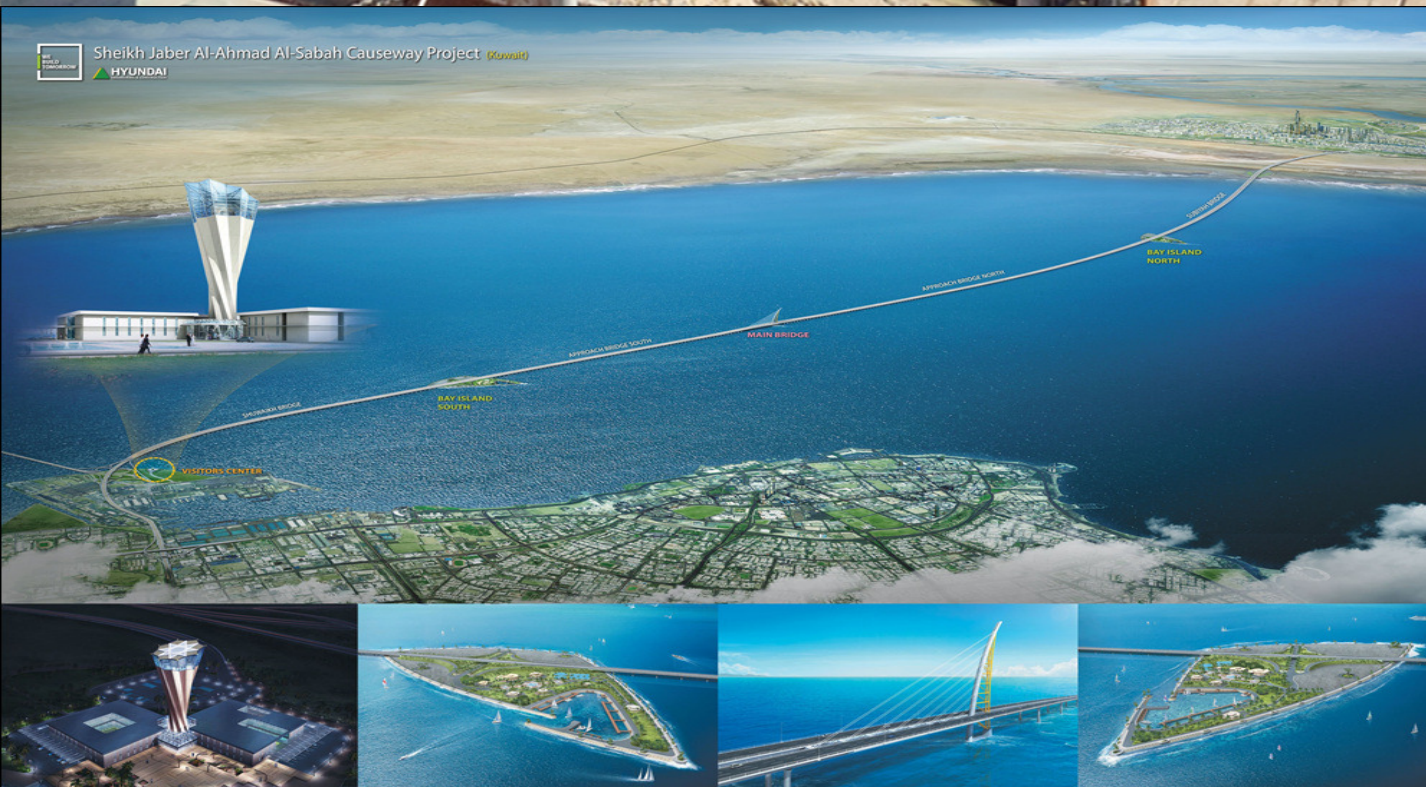 WE
BUILD
TOMORROW
Sheikh Jaber Al-Ahmad Al-Sabah Causeway Project (Kuwait)
HYUNDAI
SUBIYAH BRIDGE
BAY ISLAND
NORTH
APPROACH BRIDGE NORTH
MAIN BRIDGE
APPROACH BRIDGE SOUTH
BAY ISLAND
SOUTH
SHUWAIKH BRIDGE
VISITORS CENTER